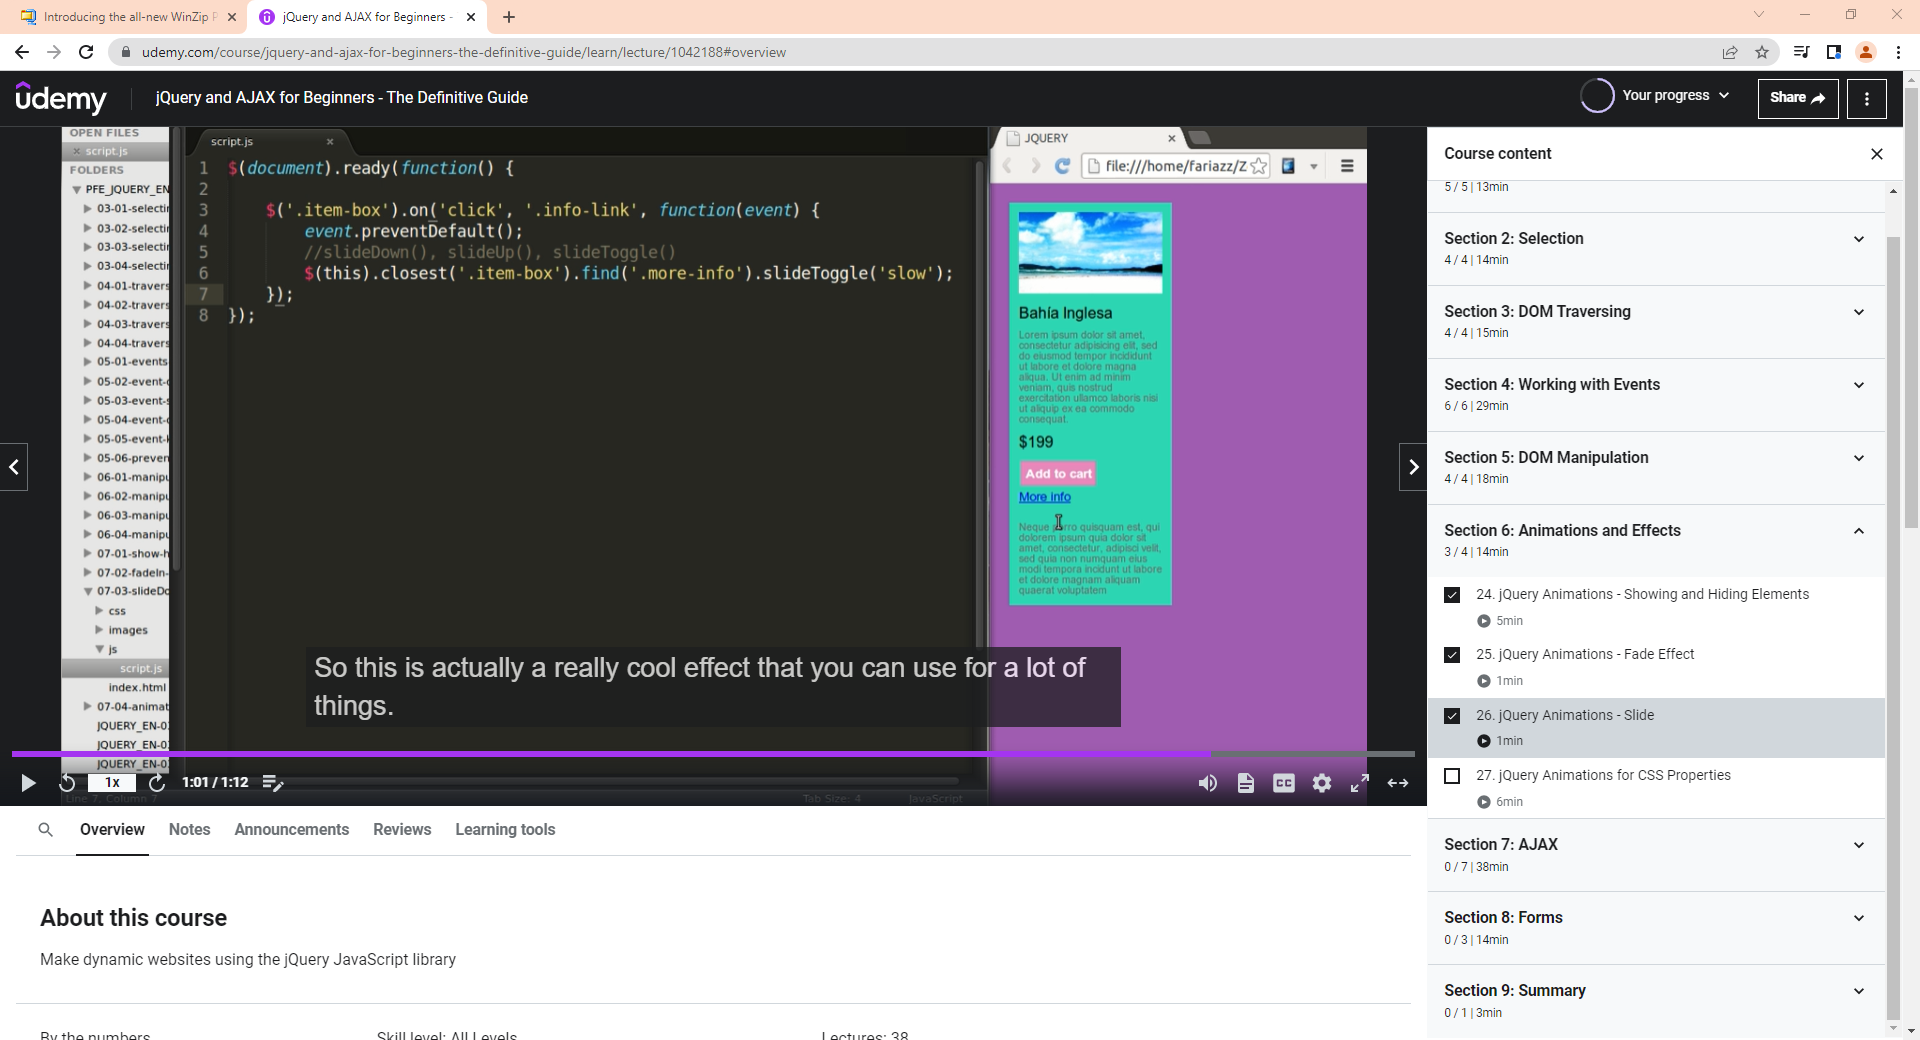 Introducing the all-new WinZip P
jQuery and AJAX for Beginners -
udemy.com/course/jquery-and-ajax-for-beginners-the-definitive-guide/learn/lecture/1042188#overview
udemy
jQuery and AJAX for Beginners - The Definitive Guide
Your progress
Share
OPEN FILES
script.js
FOLDERS
PFE_JQUERY_EN
03-01-selectin
03-02-selectin
03-03-selectin
03-04-selectin
04-01-travers
04-02-travers
04-03-travers
04-04-travers
05-01-events
05-02-event-
05-03-event-
05-04-event-
05-05-event-
05-06-preven
06-01-manipu
06-02-manipu
06-03-manipu
06-04-manipu
07-01-show-h
07-02-fadeIn-
07-03-slideDo
css
images
js
script.js
index.html
07-04-animat
JQUERY_EN-0
JQUERY_EN-0
JQUERY_EN-0
script.js
1 $(document).ready(function() {
2
3 $('.item-box').on('click', '.info-link', function(event) {
4 event.preventDefault();
5 //slideDown(), slideUp(), slideToggle()
6 $(this).closest('.item-box').find('.more-info').slideToggle('slow');
7 });
8 });
JQUERY
file:///home/fariazz/Z
Bahía Inglesa
Lorem ipsum dolor sit amet,
consectetur adipisicing elit, sed
do eiusmod tempor incididunt
ut labore et dolore magna
aliqua. Ut enim ad minim
veniam, quis nostrud
exercitation ullamco laboris nisi
ut aliquip ex ea commodo
consequat.
$199
Add to cart
More info
Neque porro quisquam est, qui
dolorem ipsum quia dolor sit
amet, consectetur, adipisci velit,
sed quia non numquam eius
modi tempora incidunt ut labore
et dolore magnam aliquam
quaerat voluptatem
So this is actually a really cool effect that you can use for a lot of
things.
1x
1:01 / 1:12
CC
Line 7, Column 7
Tab Size: 4
JavaScript
Course content
5 / 5 | 13min
Section 2: Selection
4 / 4 | 14min
Section 3: DOM Traversing
4 / 4 | 15min
Section 4: Working with Events
6 / 6 | 29min
Section 5: DOM Manipulation
4 / 4 | 18min
Section 6: Animations and Effects
3 / 4 | 14min
24. jQuery Animations - Showing and Hiding Elements
5min
25. jQuery Animations - Fade Effect
1min
26. jQuery Animations - Slide
1min
27. jQuery Animations for CSS Properties
6min
Section 7: AJAX
0 / 7 | 38min
Section 8: Forms
0 / 3 | 14min
Section 9: Summary
0 / 1 | 3min
Overview
Notes
Announcements
Reviews
Learning tools
About this course
Make dynamic websites using the jQuery JavaScript library
By the numbers
Skill level: All Levels
Lectures: 38